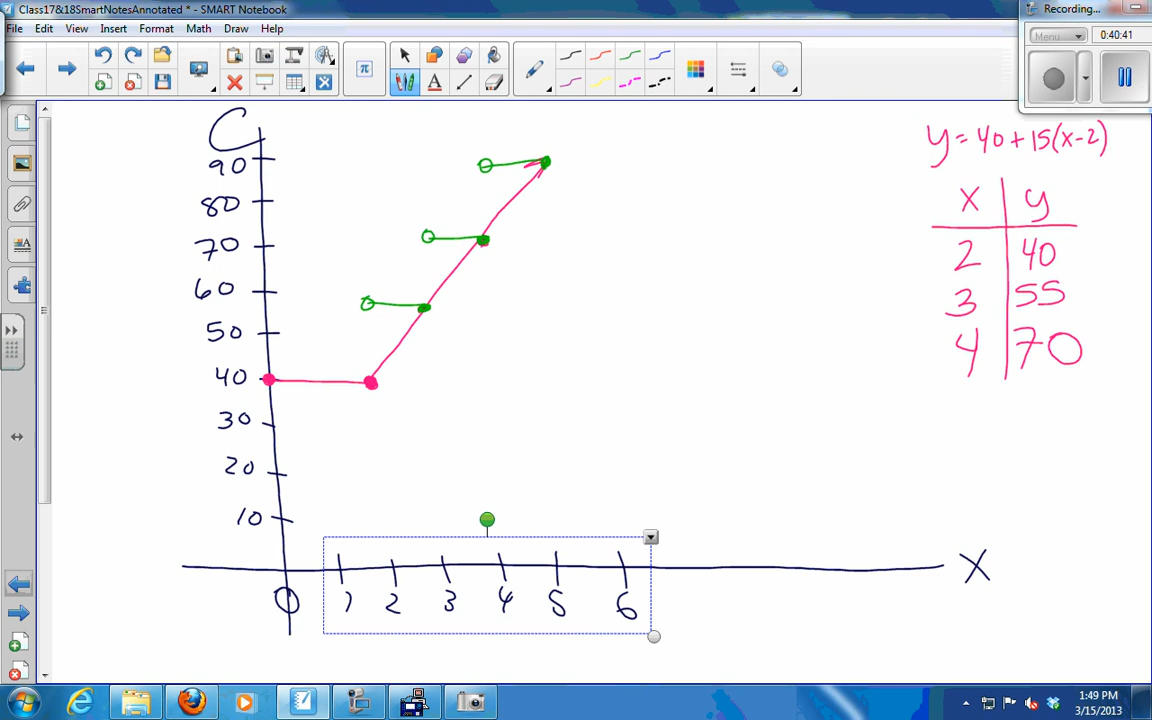 Class17&18SmartNotesAnnotated * - SMART Notebook
Recording...
File Edit View Insert Format Math Draw Help
Menu
0:40:41
π
A
C
90
80
70
60
50
40
30
20
10
0 1 2 3 4 5 6
X
y = 40 + 15(x-2)
x y
2 40
3 55
4 70
1:49 PM
3/15/2013